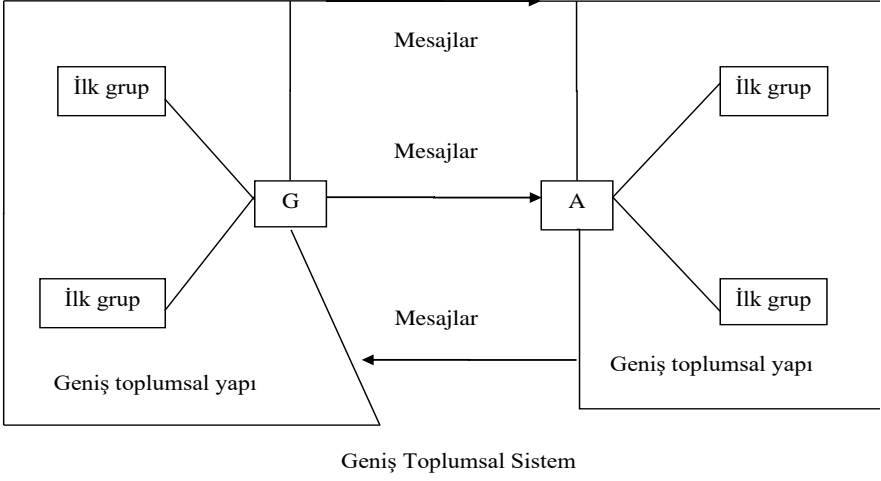 Mesajlar
İlk grup
İlk grup
Mesajlar
G
A
İlk grup
İlk grup
Mesajlar
Geniş toplumsal yapı
Geniş toplumsal yapı
Geniş Toplumsal Sistem